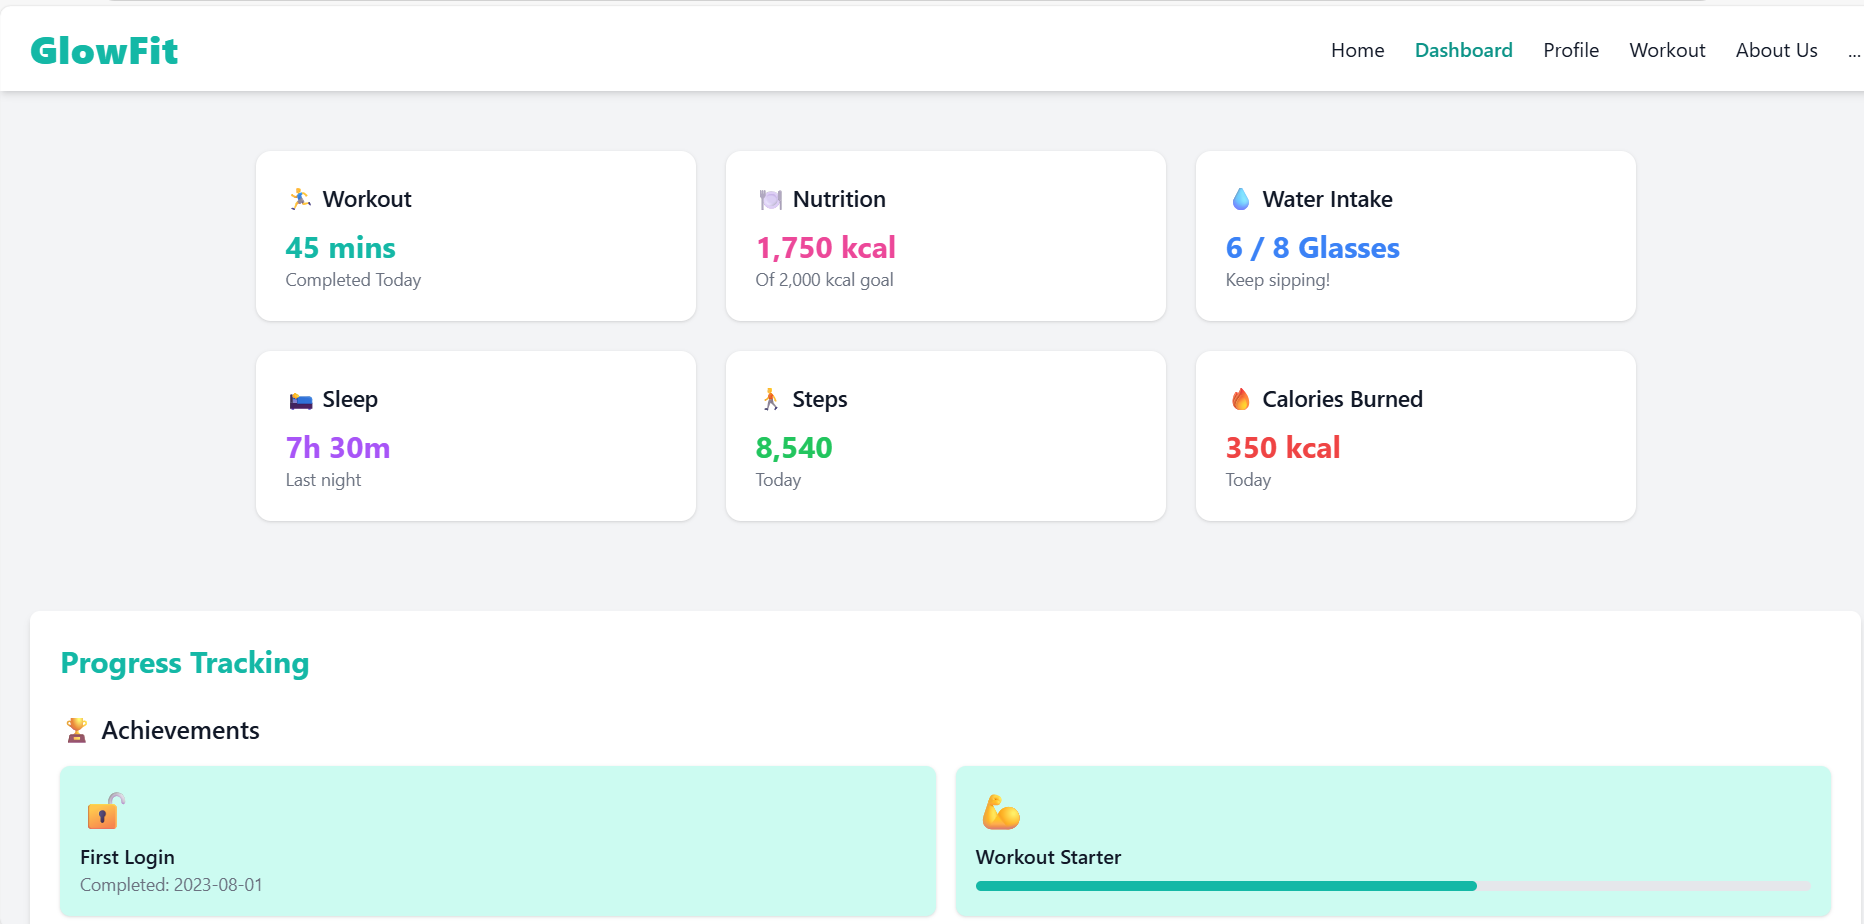 GlowFit
Home Dashboard Profile Workout About Us ...
Workout
45 mins
Completed Today
Nutrition
1,750 kcal
Of 2,000 kcal goal
Water Intake
6 / 8 Glasses
Keep sipping!
Sleep
7h 30m
Last night
Steps
8,540
Today
Calories Burned
350 kcal
Today
Progress Tracking
Achievements
First Login
Completed: 2023-08-01
Workout Starter